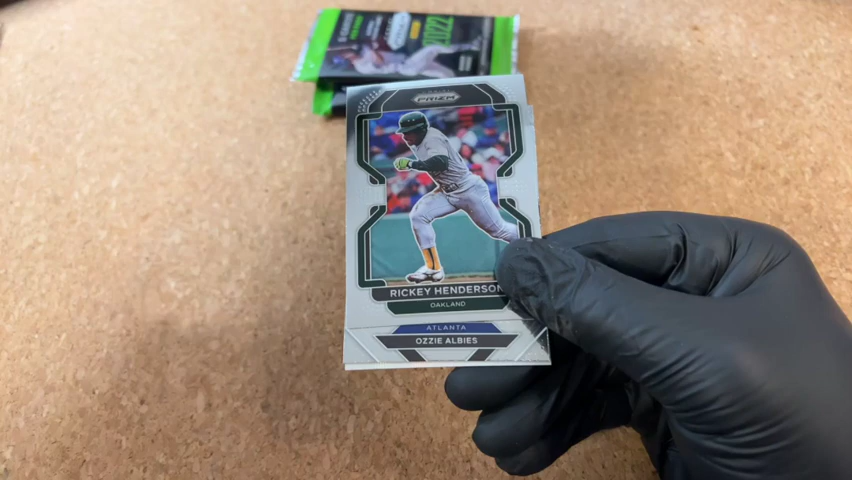 2022
PRIZM
RICKEY HENDERSON
OAKLAND
ATLANTA
OZZIE ALBIES